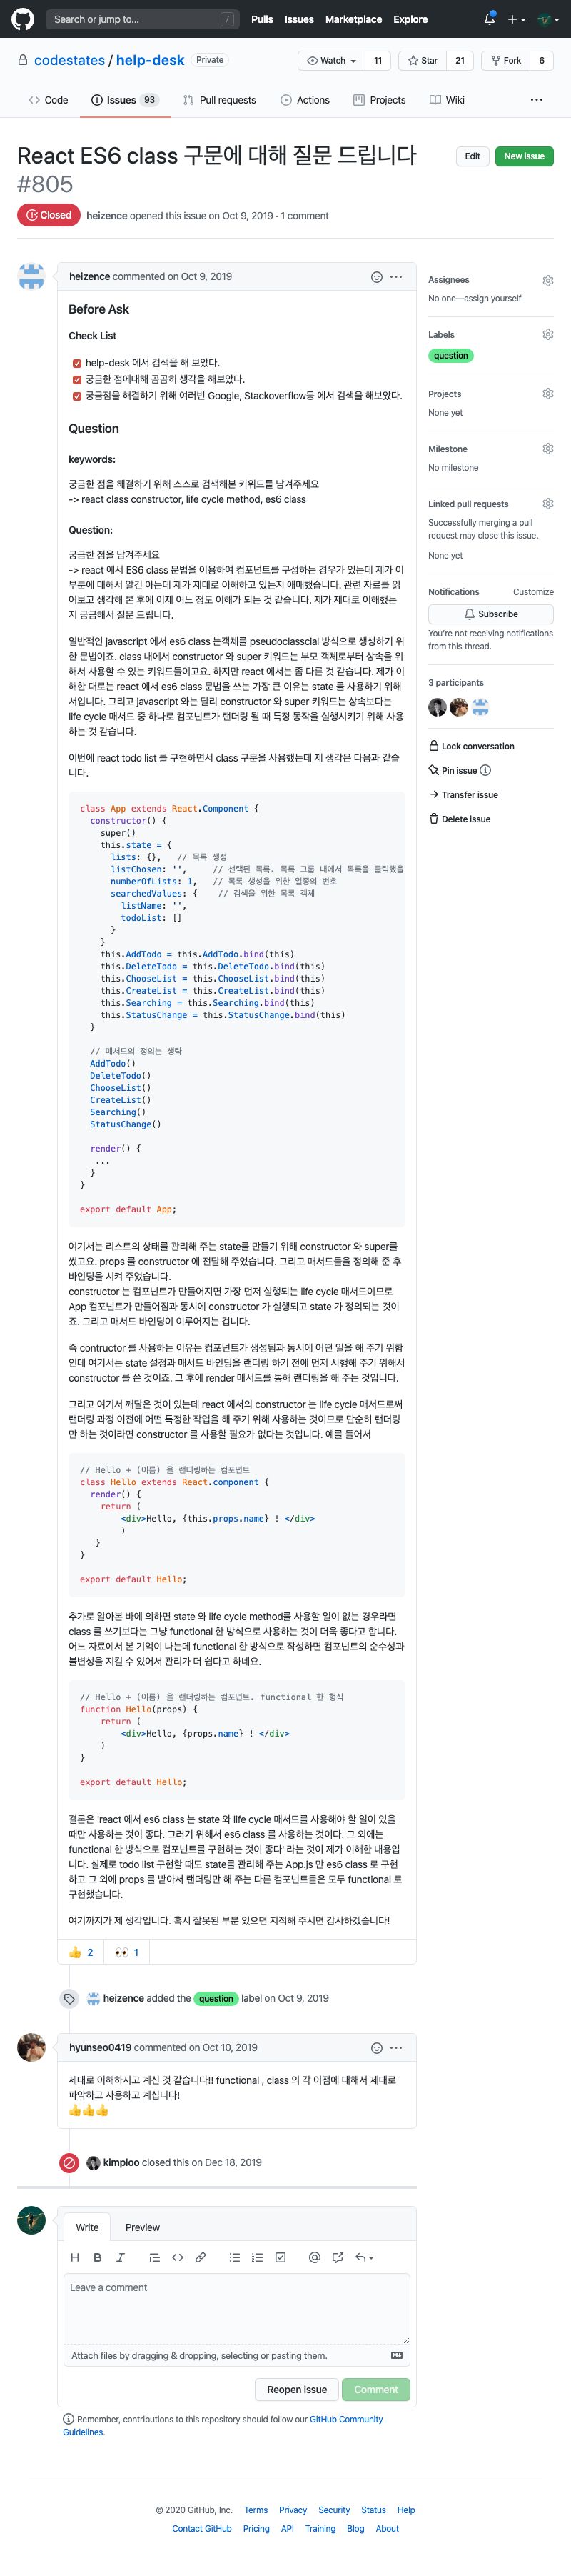 Search or jump to...
/
Pulls
Issues
Marketplace
Explore
codestates / help-desk
Private
Watch
11
Star
21
Fork
6
Code
Issues 93
Pull requests
Actions
Projects
Wiki
React ES6 class 구문에 대해 질문 드립니다
#805
Edit
New issue
Closed
heizence opened this issue on Oct 9, 2019 · 1 comment
heizence commented on Oct 9, 2019
Before Ask
Check List
help-desk 에서 검색을 해 보았다.
궁금한 점에대해 곰곰히 생각을 해보았다.
궁금점을 해결하기 위해 여러번 Google, Stackoverflow등 에서 검색을 해보았다.
Question
keywords:
궁금한 점을 해결하기 위해 스스로 검색해본 키워드를 남겨주세요
-> react class constructor, life cycle method, es6 class
Question:
궁금한 점을 남겨주세요
-> react 에서 ES6 class 문법을 이용하여 컴포넌트를 구성하는 경우가 있는데 제가 이
부분에 대해서 알긴 아는데 제가 제대로 이해하고 있는지 애매했습니다. 관련 자료를 읽
어보고 생각해 본 후에 이제 어느 정도 이해가 되는 것 같습니다. 제가 제대로 이해했는
지 궁금해서 질문 드립니다.
일반적인 javascript 에서 es6 class 는객체를 pseudoclasscial 방식으로 생성하기 위
한 문법이죠. class 내에서 constructor 와 super 키워드는 부모 객체로부터 상속을 위
해서 사용할 수 있는 키워드들이고요. 하지만 react 에서는 좀 다른 것 같습니다. 제가 이
해한 대로는 react 에서 es6 class 문법을 쓰는 가장 큰 이유는 state 를 사용하기 위해
서입니다. 그리고 javascript 와는 달리 constructor 와 super 키워드는 상속보다는
life cycle 매서드 중 하나로 컴포넌트가 랜더링 될 때 특정 동작을 실행시키기 위해 사용
하는 것 같습니다.
이번에 react todo list 를 구현하면서 class 구문을 사용했는데 제 생각은 다음과 같습
니다.
class App extends React.Component {
constructor() {
super()
this.state = {
lists: {}, // 목록 생성
listChosen: '', // 선택된 목록. 목록 그룹 내에서 목록을 클릭했을
numberOfLists: 1, // 목록 생성을 위한 일종의 번호
searchedValues: { // 검색을 위한 목록 객체
listName: '',
todoList: []
}
}
this.AddTodo = this.AddTodo.bind(this)
this.DeleteTodo = this.DeleteTodo.bind(this)
this.ChooseList = this.ChooseList.bind(this)
this.CreateList = this.CreateList.bind(this)
this.Searching = this.Searching.bind(this)
this.StatusChange = this.StatusChange.bind(this)
}
// 매서드의 정의는 생략
AddTodo()
DeleteTodo()
ChooseList()
CreateList()
Searching()
StatusChange()
render() {
...
}
}
export default App;
여기서는 리스트의 상태를 관리해 주는 state를 만들기 위해 constructor 와 super를
썼고요. props 를 constructor 에 전달해 주었습니다. 그리고 매서드들을 정의해 준 후
바인딩을 시켜 주었습니다.
constructor 는 컴포넌트가 만들어지면 가장 먼저 실행되는 life cycle 매서드이므로
App 컴포넌트가 만들어짐과 동시에 constructor 가 실행되고 state 가 정의되는 것이
죠. 그리고 매서드 바인딩이 이루어지는 겁니다.
즉 contructor 를 사용하는 이유는 컴포넌트가 생성됨과 동시에 어떤 일을 해 주기 위함
인데 여기서는 state 설정과 매서드 바인딩을 랜더링 하기 전에 먼저 시행해 주기 위해서
constructor 를 쓴 것이죠. 그 후에 render 매서드를 통해 랜더링을 해 주는 것입니다.
그리고 여기서 깨달은 것이 있는데 react 에서의 constructor 는 life cycle 매서드로써
랜더링 과정 이전에 어떤 특정한 작업을 해 주기 위해 사용하는 것이므로 단순히 랜더링
만 하는 것이라면 constructor 를 사용할 필요가 없다는 것입니다. 예를 들어서
// Hello + (이름) 을 랜더링하는 컴포넌트
class Hello extends React.component {
render() {
return (
<div>Hello, {this.props.name} ! </div>
)
}
}
export default Hello;
추가로 알아본 바에 의하면 state 와 life cycle method를 사용할 일이 없는 경우라면
class 를 쓰기보다는 그냥 functional 한 방식으로 사용하는 것이 더욱 좋다고 합니다.
어느 자료에서 본 기억이 나는데 functional 한 방식으로 작성하면 컴포넌트의 순수성과
불변성을 지킬 수 있어서 관리가 더 쉽다고 하네요.
// Hello + (이름) 을 랜더링하는 컴포넌트. functional 한 형식
function Hello(props) {
return (
<div>Hello, {props.name} ! </div>
)
}
export default Hello;
결론은 'react 에서 es6 class 는 state 와 life cycle 매서드를 사용해야 할 일이 있을
때만 사용하는 것이 좋다. 그러기 위해서 es6 class 를 사용하는 것이다. 그 외에는
functional 한 방식으로 컴포넌트를 구현하는 것이 좋다' 라는 것이 제가 이해한 내용입
니다. 실제로 todo list 구현할 때도 state를 관리해 주는 App.js 만 es6 class 로 구현
하고 그 외에 props 를 받아서 랜더링만 해 주는 다른 컴포넌트들은 모두 functional 로
구현했습니다.
여기까지가 제 생각입니다. 혹시 잘못된 부분 있으면 지적해 주시면 감사하겠습니다!
👍 2
👀 1
heizence added the question label on Oct 9, 2019
hyunseo0419 commented on Oct 10, 2019
제대로 이해하시고 계신 것 같습니다!! functional , class 의 각 이점에 대해서 제대로
파악하고 사용하고 계십니다!
👍👍👍
kimploo closed this on Dec 18, 2019
Write
Preview
Leave a comment
Attach files by dragging & dropping, selecting or pasting them.
Reopen issue
Comment
Remember, contributions to this repository should follow our GitHub Community
Guidelines.
Assignees
No one—assign yourself
Labels
question
Projects
None yet
Milestone
No milestone
Linked pull requests
Successfully merging a pull
request may close this issue.
None yet
Notifications
Customize
Subscribe
You're not receiving notifications
from this thread.
3 participants
Lock conversation
Pin issue
Transfer issue
Delete issue
© 2020 GitHub, Inc.
Terms
Privacy
Security
Status
Help
Contact GitHub
Pricing
API
Training
Blog
About